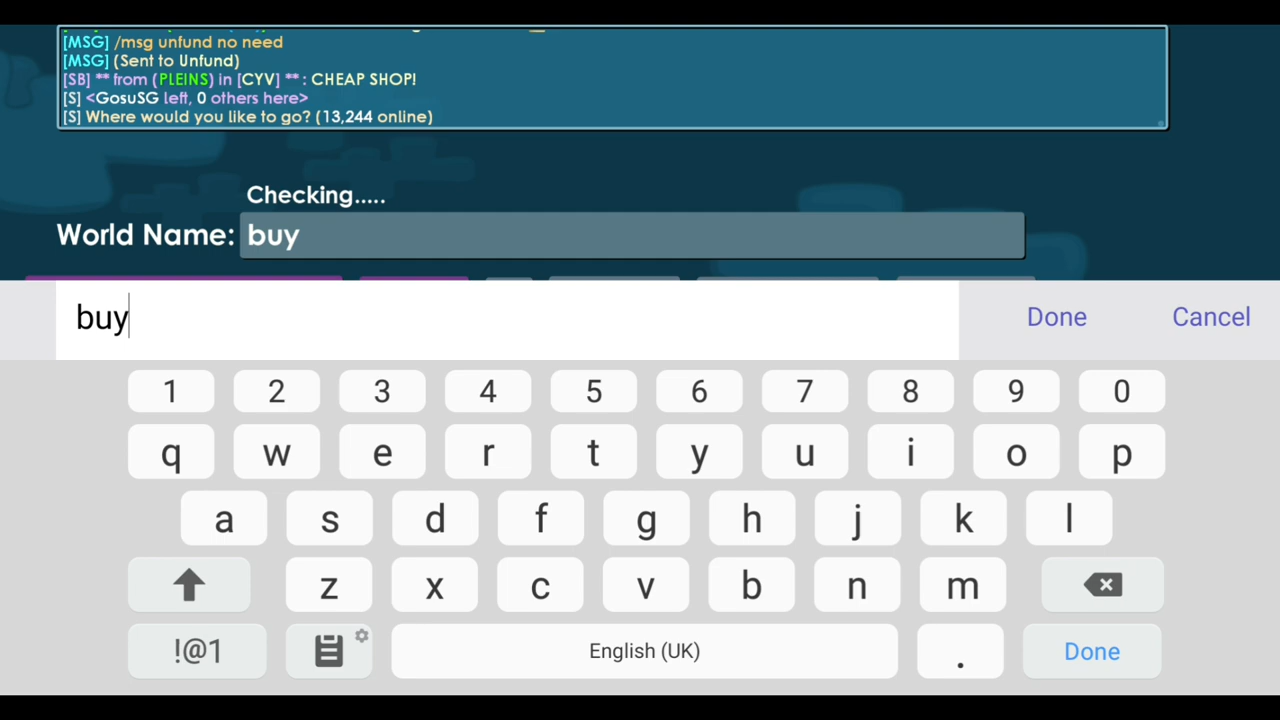 [MSG] /msg unfund no need
[MSG] (Sent to Unfund)
[SB] ** from (PLEINS) in [CYV] ** : CHEAP SHOP!
[S] <GosuSG left, 0 others here>
[S] Where would you like to go? (13,244 online)
Checking.....
World Name: buy
buy Done Cancel
1 2 3 4 5 6 7 8 9 0
q w e r t y u i o p
a s d f g h j k l
z x c v b n m
!@1 English (UK) . Done